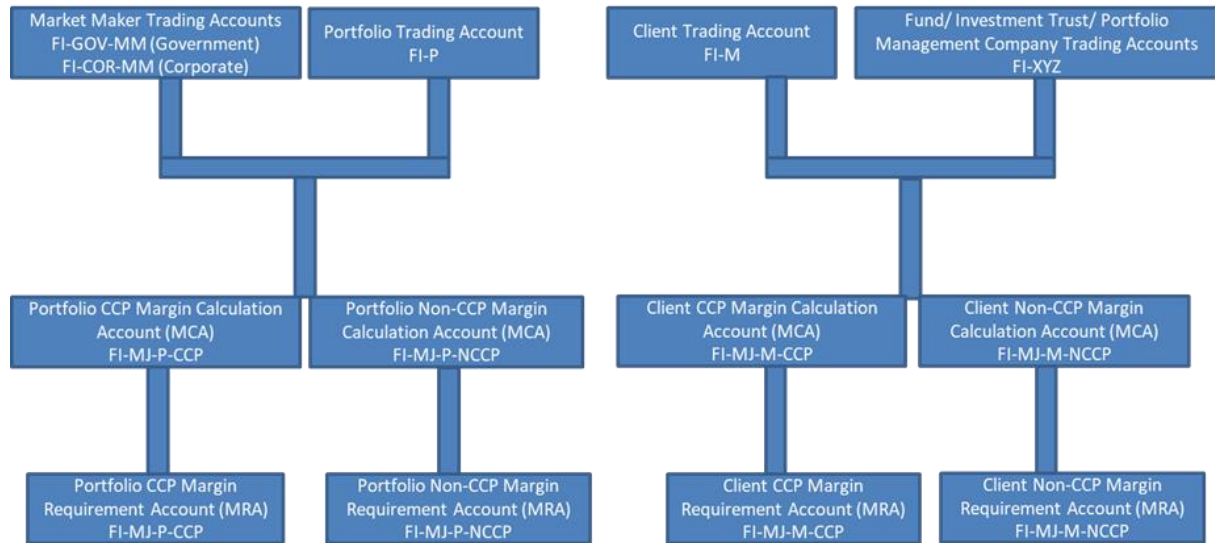 Market Maker Trading Accounts
FI-GOV-MM (Government)
FI-COR-MM (Corporate)
Portfolio Trading Account
FI-P
Client Trading Account
FI-M
Fund/ Investment Trust/ Portfolio
Management Company Trading Accounts
FI-XYZ
Portfolio CCP Margin Calculation
Account (MCA)
FI-MJ-P-CCP
Portfolio Non-CCP Margin
Calculation Account (MCA)
FI-MJ-P-NCCP
Client CCP Margin Calculation
Account (MCA)
FI-MJ-M-CCP
Client Non-CCP Margin
Calculation Account (MCA)
FI-MJ-M-NCCP
Portfolio CCP Margin
Requirement Account (MRA)
FI-MJ-P-CCP
Portfolio Non-CCP Margin
Requirement Account (MRA)
FI-MJ-P-NCCP
Client CCP Margin
Requirement Account (MRA)
FI-MJ-M-CCP
Client Non-CCP Margin
Requirement Account (MRA)
FI-MJ-M-NCCP